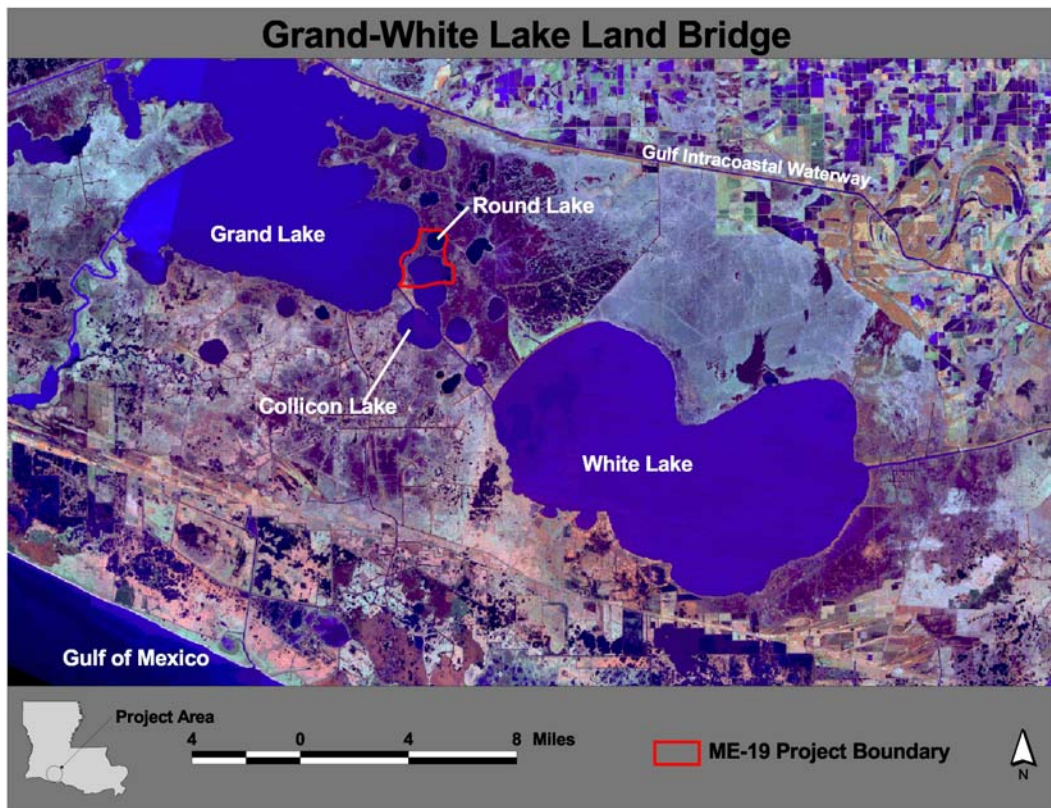 Grand-White Lake Land Bridge
Gulf Intracoastal Waterway
Round Lake
Grand Lake
Collicon Lake
White Lake
Gulf of Mexico
Project Area
4 0 4 8 Miles
ME-19 Project Boundary
N